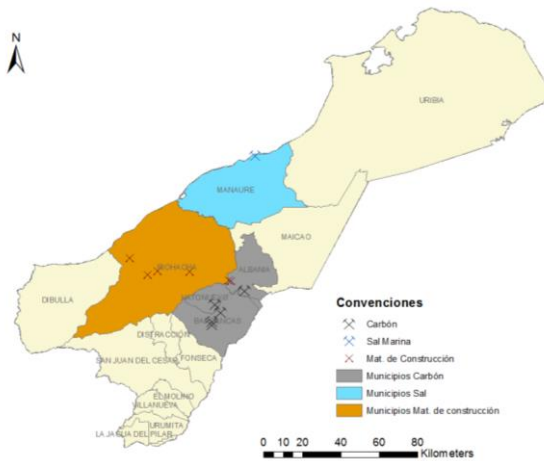 N
URIBIA
MANAURE
MAICAO
RIOHACHA
ALBANIA
DIBULLA
HATONUEVO
BARRANCAS
DISTRACCIÓN
FONSECA
SAN JUAN DEL CESAR
EL MOLINO
VILLANUEVA
URUMITA
LA JAGUA DEL PILAR
Convenciones
Carbón
Sal Marina
Mat. de Construcción
Municipios Carbón
Municipios Sal
Municipios Mat. de construcción
0 10 20 40 60 80
Kilometers